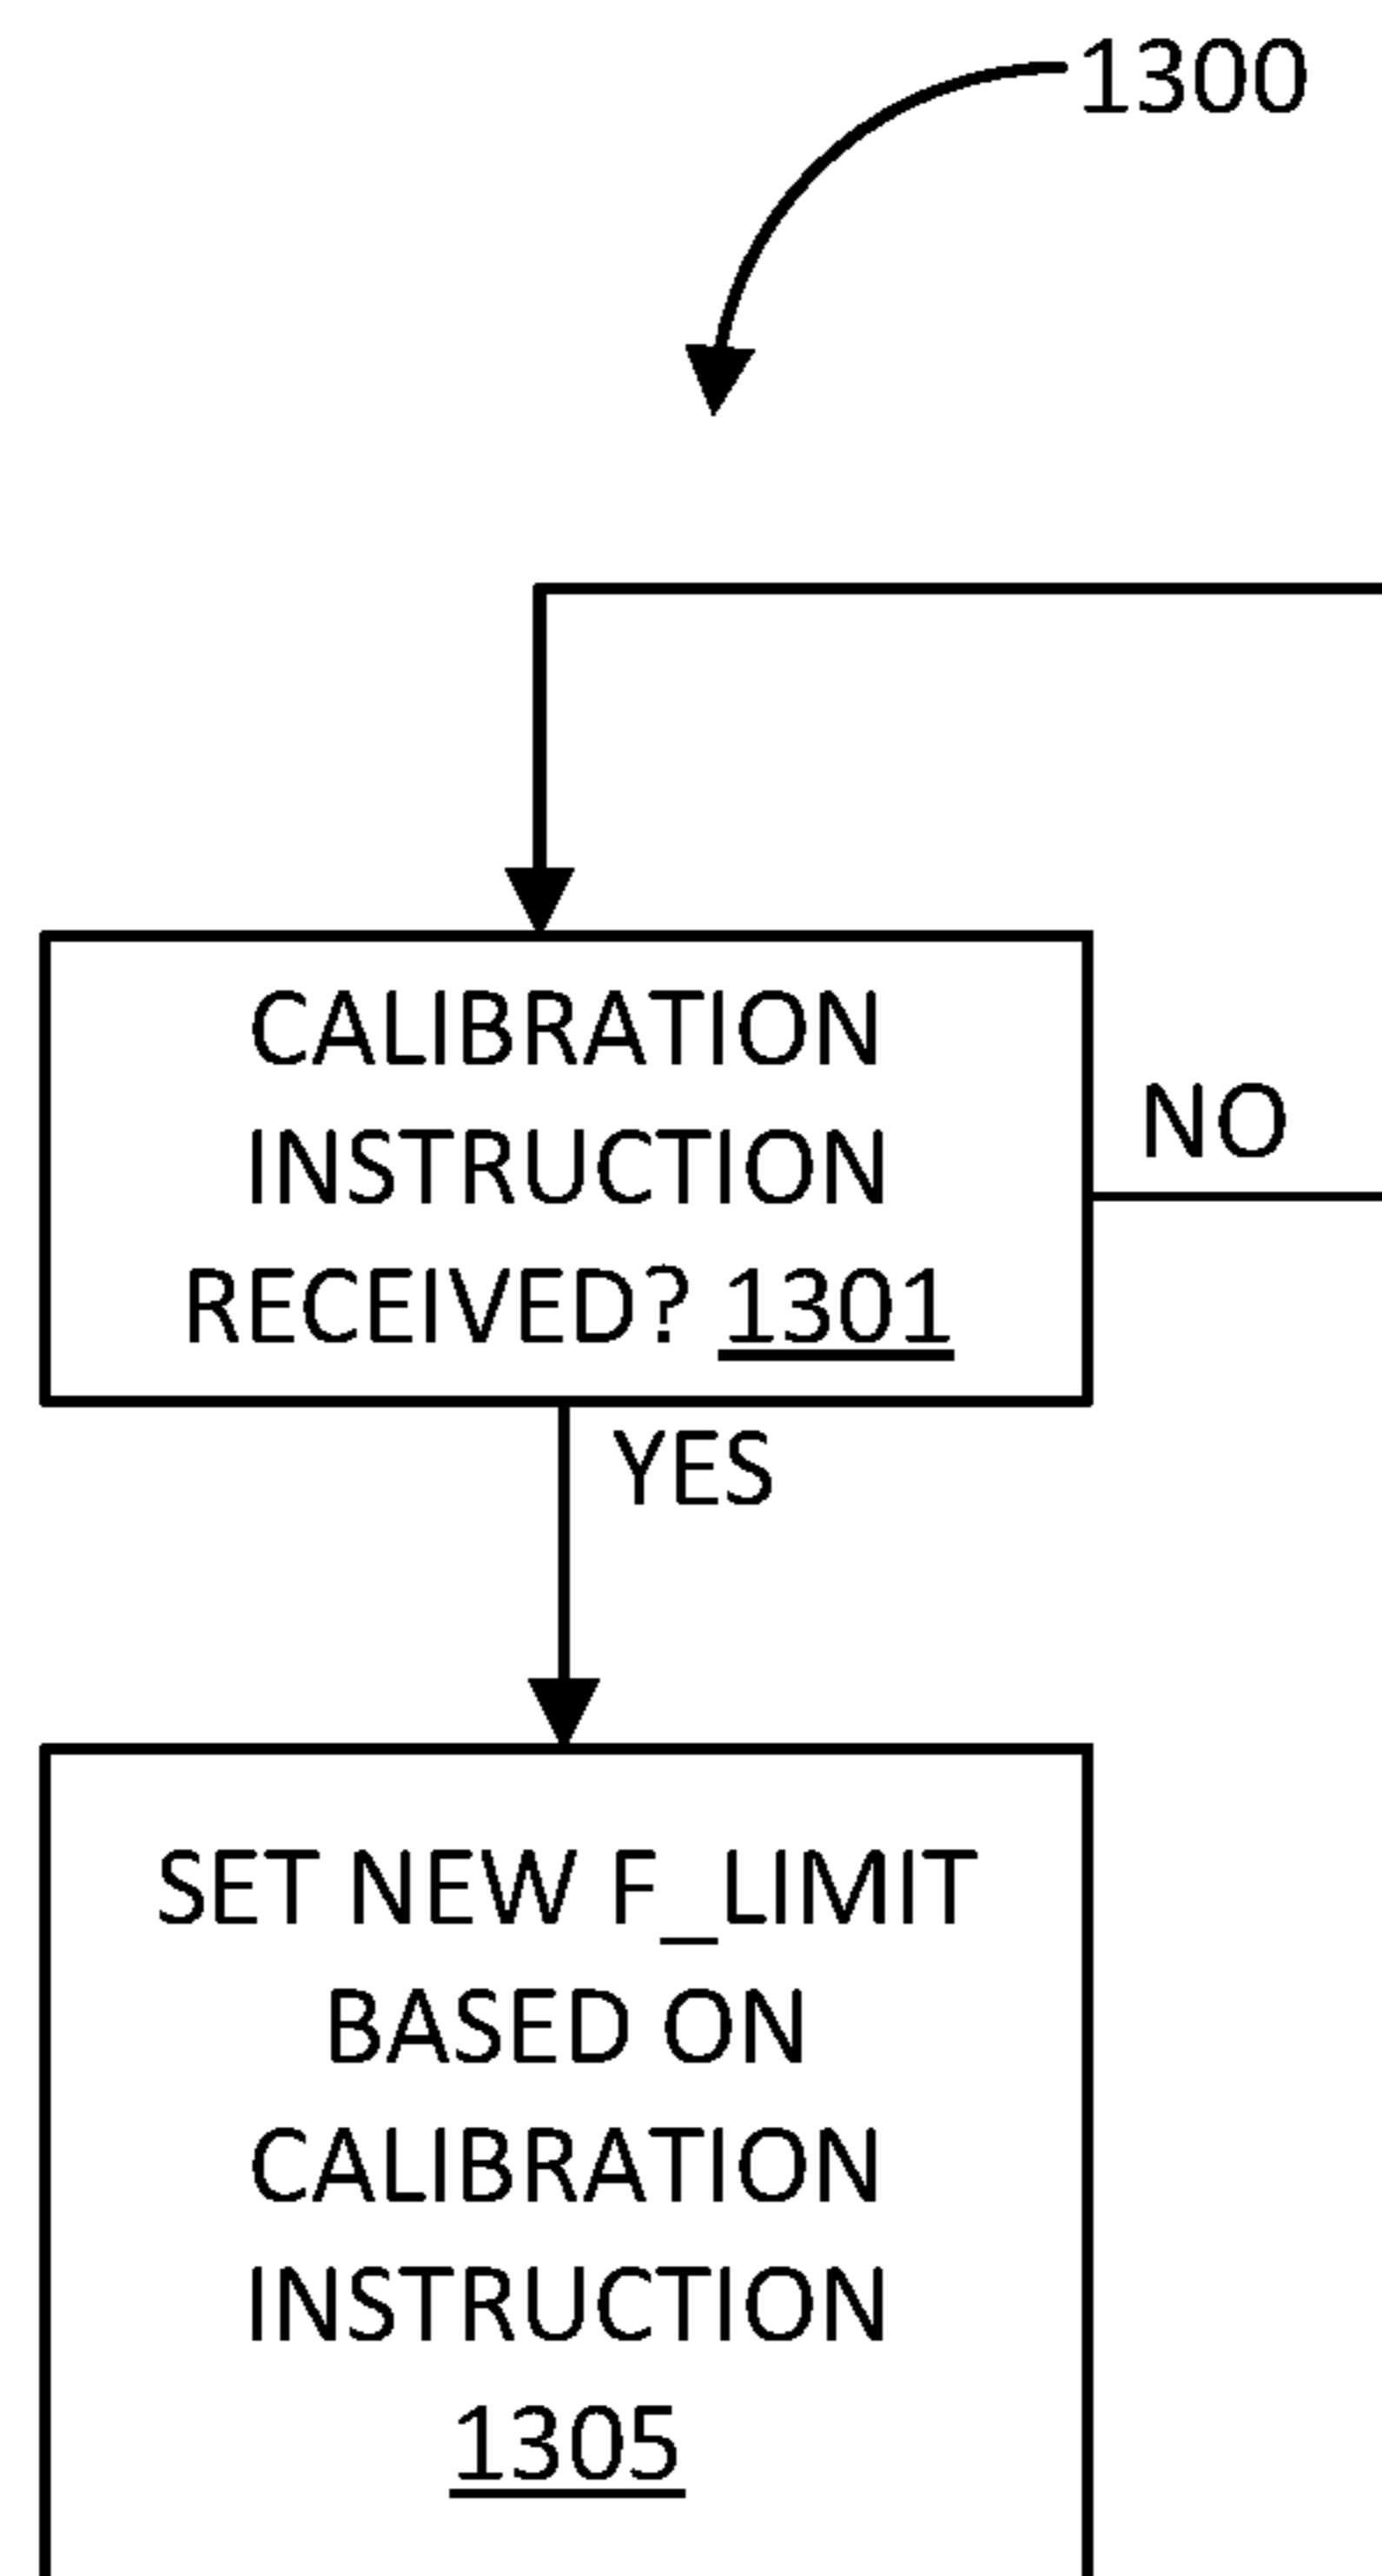 1300
CALIBRATION
INSTRUCTION
RECEIVED? 1301
NO
YES
SET NEW F_LIMIT
BASED ON
CALIBRATION
INSTRUCTION
1305